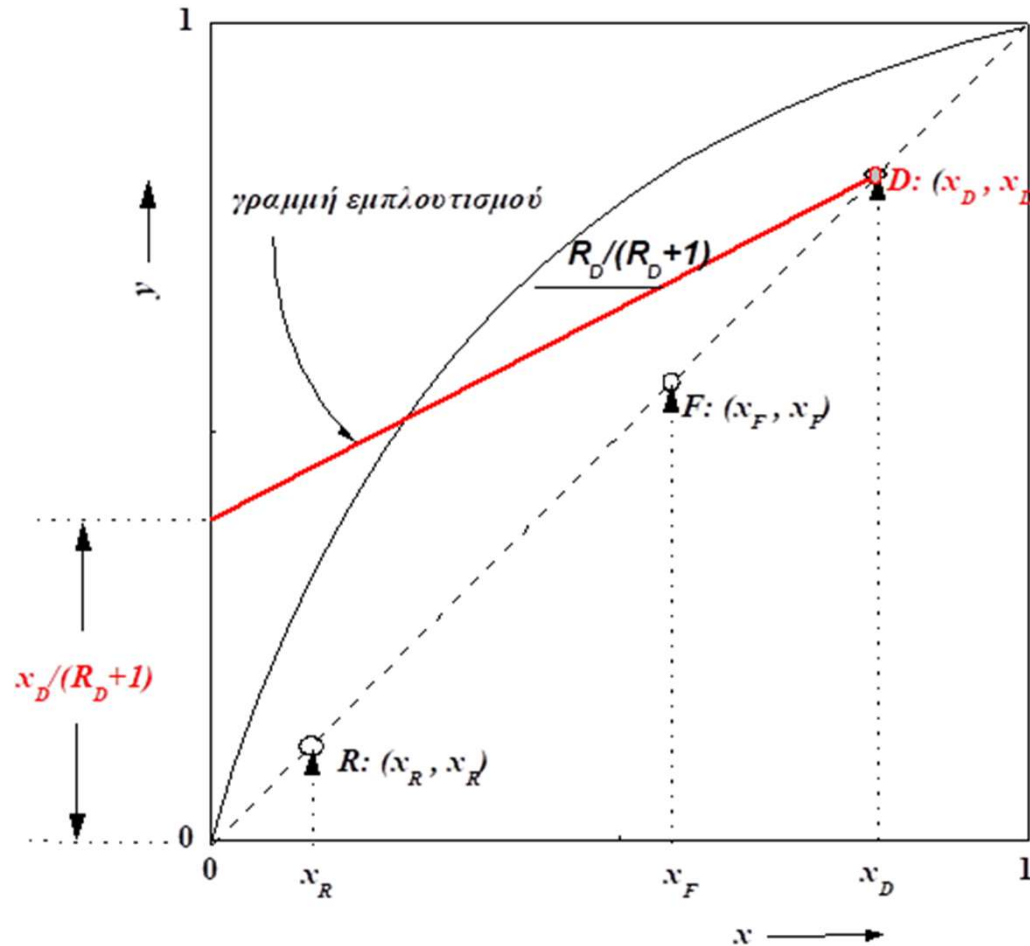 1
γραμμή εμπλουτισμού
D: (x_D , x_D
R_D/(R_D+1)
y
F: (x_F , x_F)
x_D/(R_D+1)
R: (x_R , x_R)
0
0
x_R
x_F
x_D
1
x